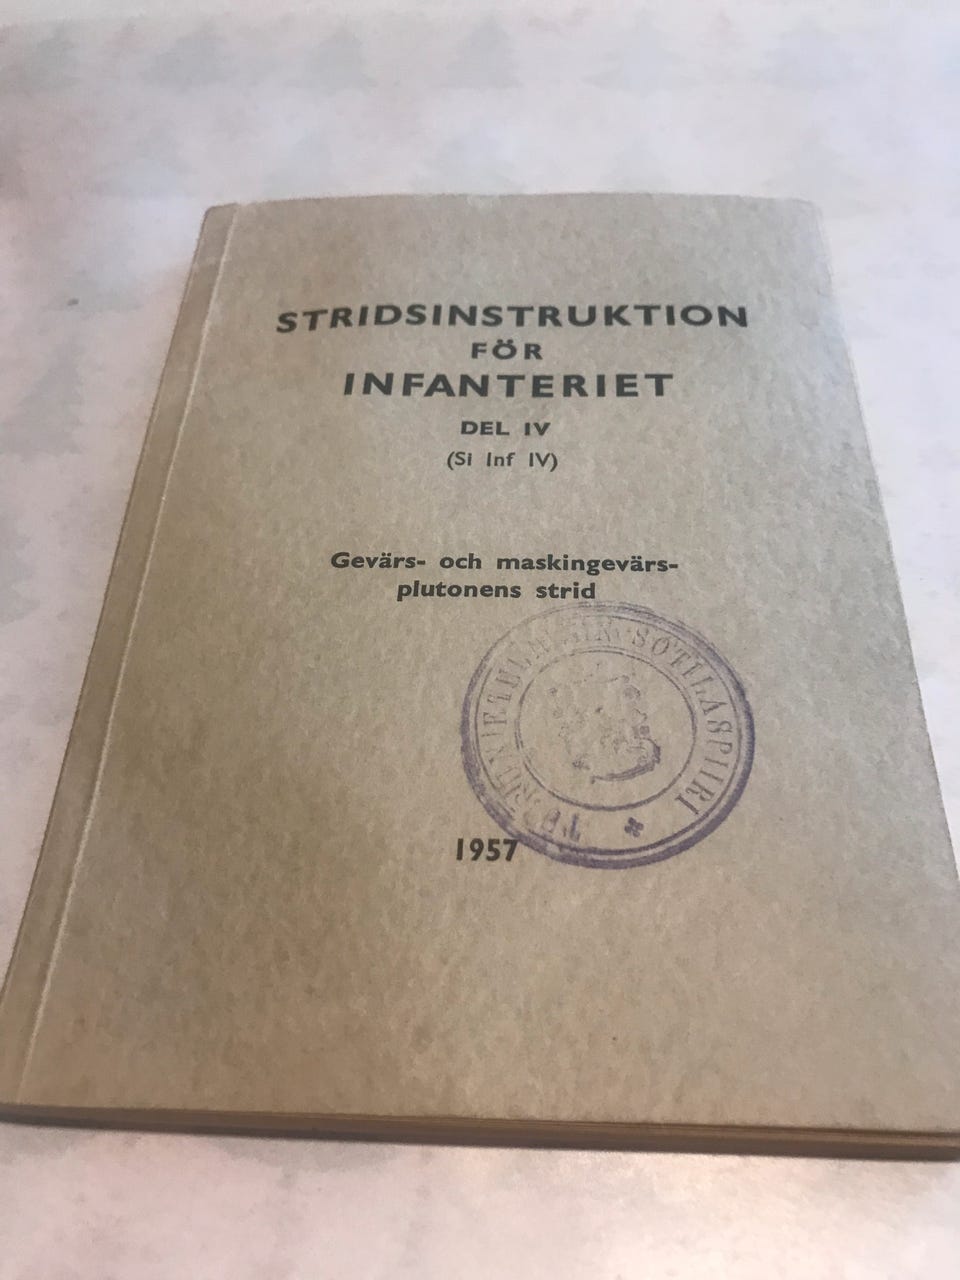 STRIDSINSTRUKTION
FÖR
INFANTERIET
DEL IV
(Si Inf IV)
Gevärs- och maskingevärs-
plutonens strid
SOTILASPIIRI
1957